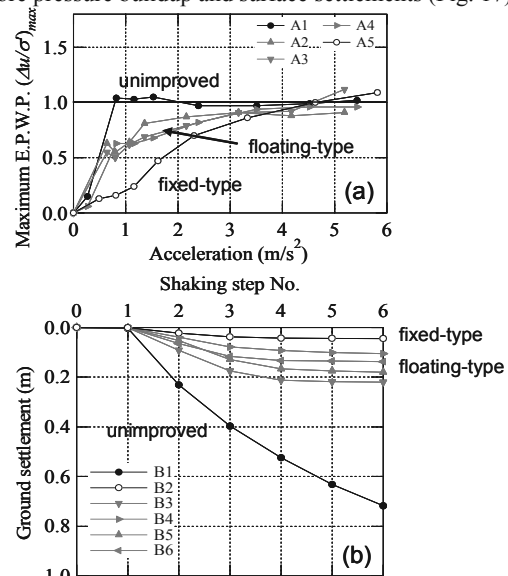 re pressure buildup and surface settlements (Fig. 17)
Maximum E.P.W.P. (Δu/σ')max.
1.5
1.0
0.5
0.0
A1
A2
A3
A4
A5
unimproved
floating-type
fixed-type
(a)
0 1 2 3 4 5 6
Acceleration (m/s²)
Shaking step No.
0 1 2 3 4 5 6
Ground settlement (m)
0.0
0.2
0.4
0.6
0.8
1.0
fixed-type
floating-type
unimproved
B1
B2
B3
B4
B5
B6
(b)